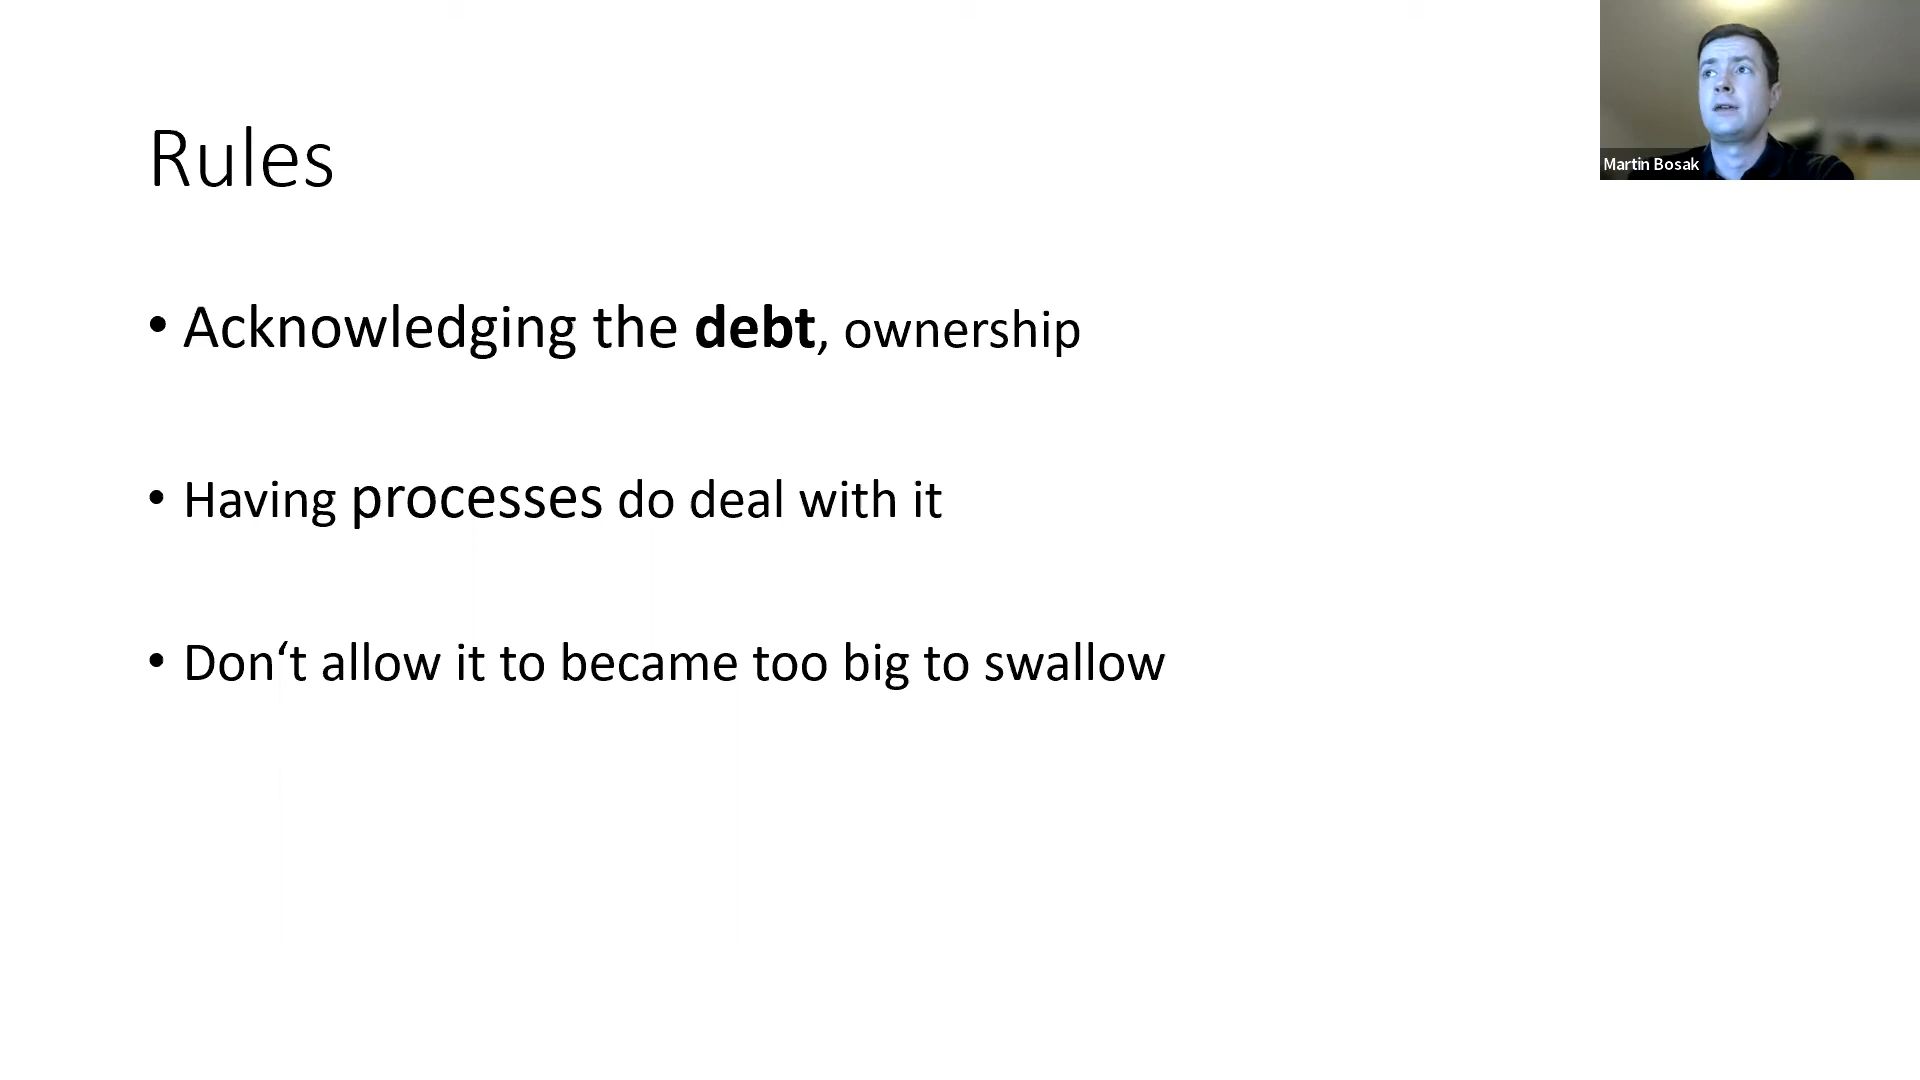 Rules
Martin Bosak
• Acknowledging the debt, ownership
• Having processes do deal with it
• Don‘t allow it to became too big to swallow